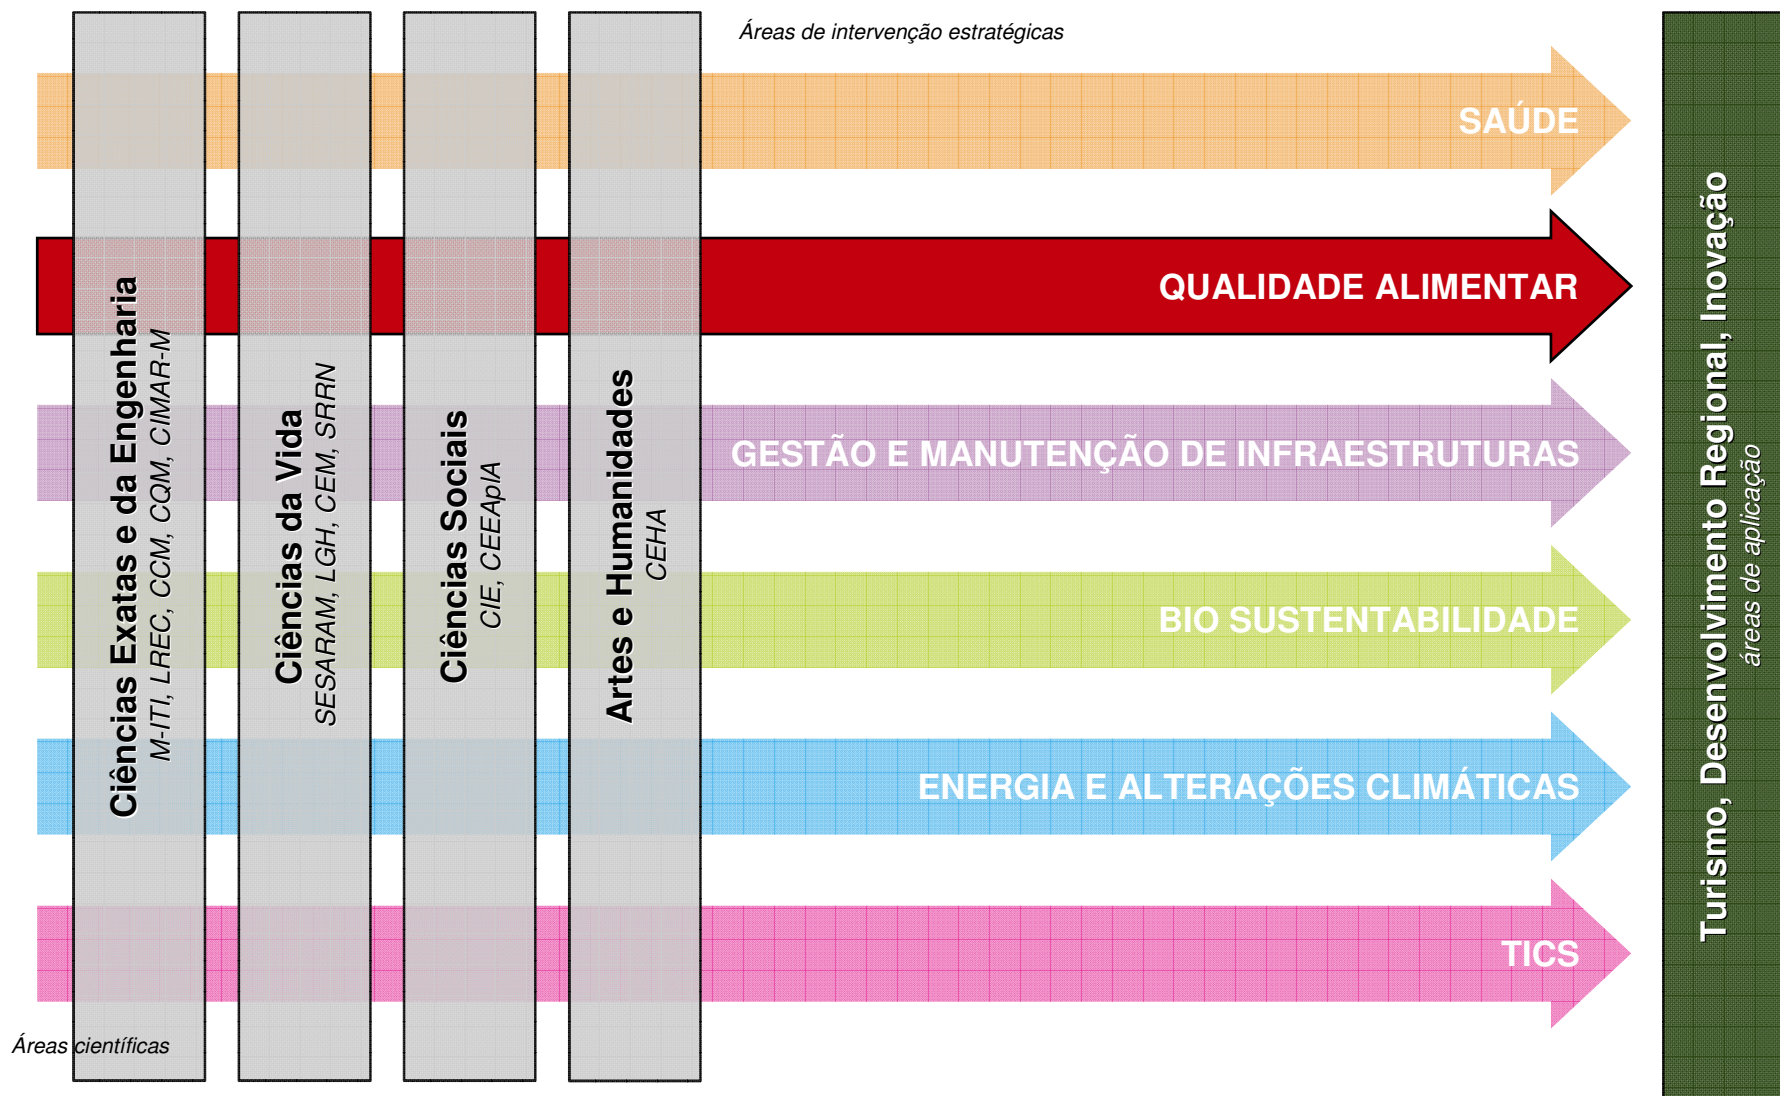 Áreas de intervenção estratégicas
SAÚDE
QUALIDADE ALIMENTAR
GESTÃO E MANUTENÇÃO DE INFRAESTRUTURAS
BIO SUSTENTABILIDADE
ENERGIA E ALTERAÇÕES CLIMÁTICAS
TICS
Ciências Exatas e da Engenharia
M-ITI, LREC, CCM, CQM, CIMAR-M
Ciências da Vida
SESARAM, LGH, CEM, SRRN
Ciências Sociais
CIE, CEEAplA
Artes e Humanidades
CEHA
Turismo, Desenvolvimento Regional, Inovação
áreas de aplicação
Áreas científicas